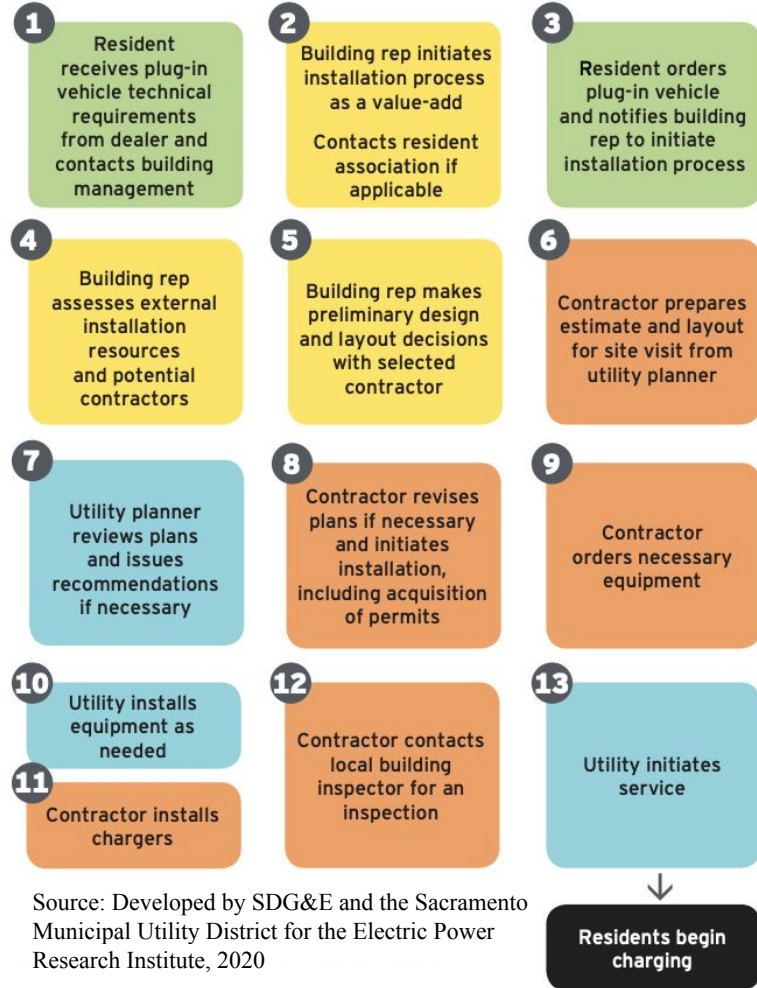 1
Resident
receives plug-in
vehicle technical
requirements
from dealer and
contacts building
management
2
Building rep initiates
installation process
as a value-add
Contacts resident
association if
applicable
3
Resident orders
plug-in vehicle
and notifies building
rep to initiate
installation process
4
Building rep
assesses external
installation
resources
and potential
contractors
5
Building rep makes
preliminary design
and layout decisions
with selected
contractor
6
Contractor prepares
estimate and layout
for site visit from
utility planner
7
Utility planner
reviews plans
and issues
recommendations
if necessary
8
Contractor revises
plans if necessary
and initiates
installation,
including acquisition
of permits
9
Contractor
orders necessary
equipment
10
Utility installs
equipment as
needed
11
Contractor installs
chargers
12
Contractor contacts
local building
inspector for an
inspection
13
Utility initiates
service
Residents begin
charging
Source: Developed by SDG&E and the Sacramento
Municipal Utility District for the Electric Power
Research Institute, 2020